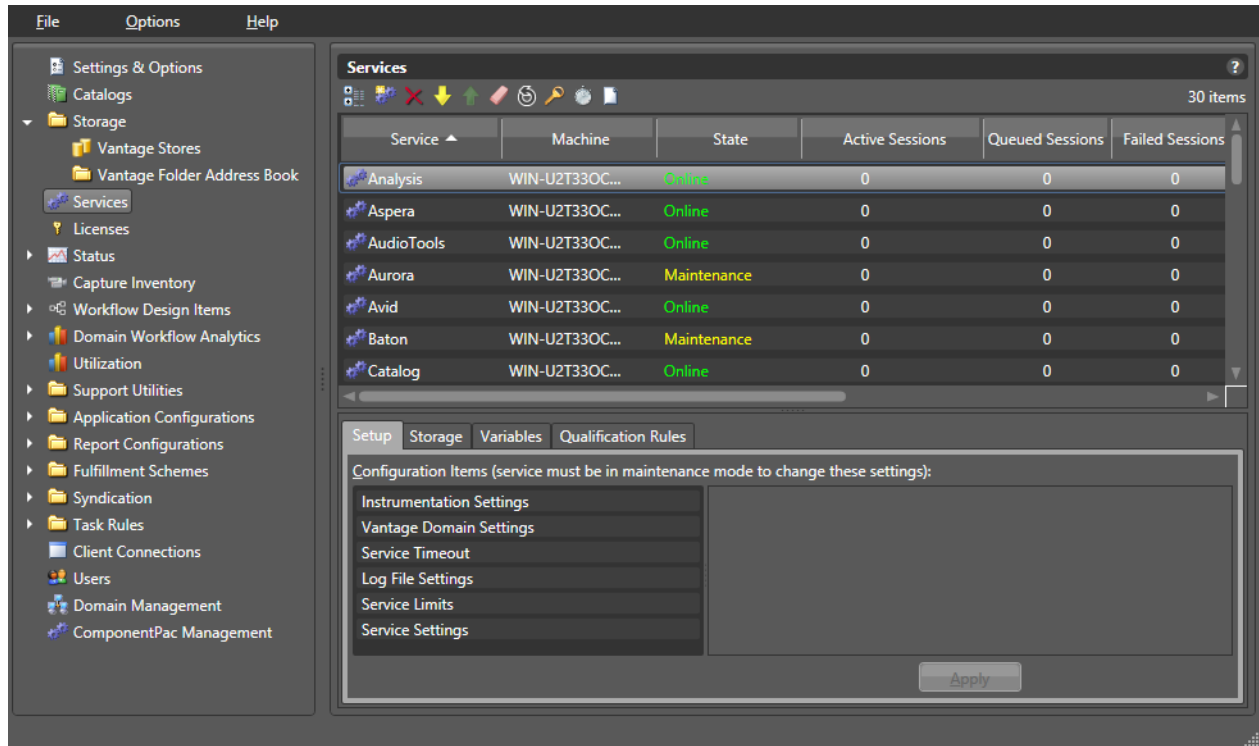 File Options Help
Settings & Options
Catalogs
Storage
Vantage Stores
Vantage Folder Address Book
Services
Licenses
Status
Capture Inventory
Workflow Design Items
Domain Workflow Analytics
Utilization
Support Utilities
Application Configurations
Report Configurations
Fulfillment Schemes
Syndication
Task Rules
Client Connections
Users
Domain Management
ComponentPac Management
Services ?
30 items
Service Machine State Active Sessions Queued Sessions Failed Sessions
Analysis WIN-U2T33OC... Online 0 0 0
Aspera WIN-U2T33OC... Online 0 0 0
AudioTools WIN-U2T33OC... Online 0 0 0
Aurora WIN-U2T33OC... Maintenance 0 0 0
Avid WIN-U2T33OC... Online 0 0 0
Baton WIN-U2T33OC... Maintenance 0 0 0
Catalog WIN-U2T33OC... Online 0 0 0
Setup Storage Variables Qualification Rules
Configuration Items (service must be in maintenance mode to change these settings):
Instrumentation Settings
Vantage Domain Settings
Service Timeout
Log File Settings
Service Limits
Service Settings
Apply